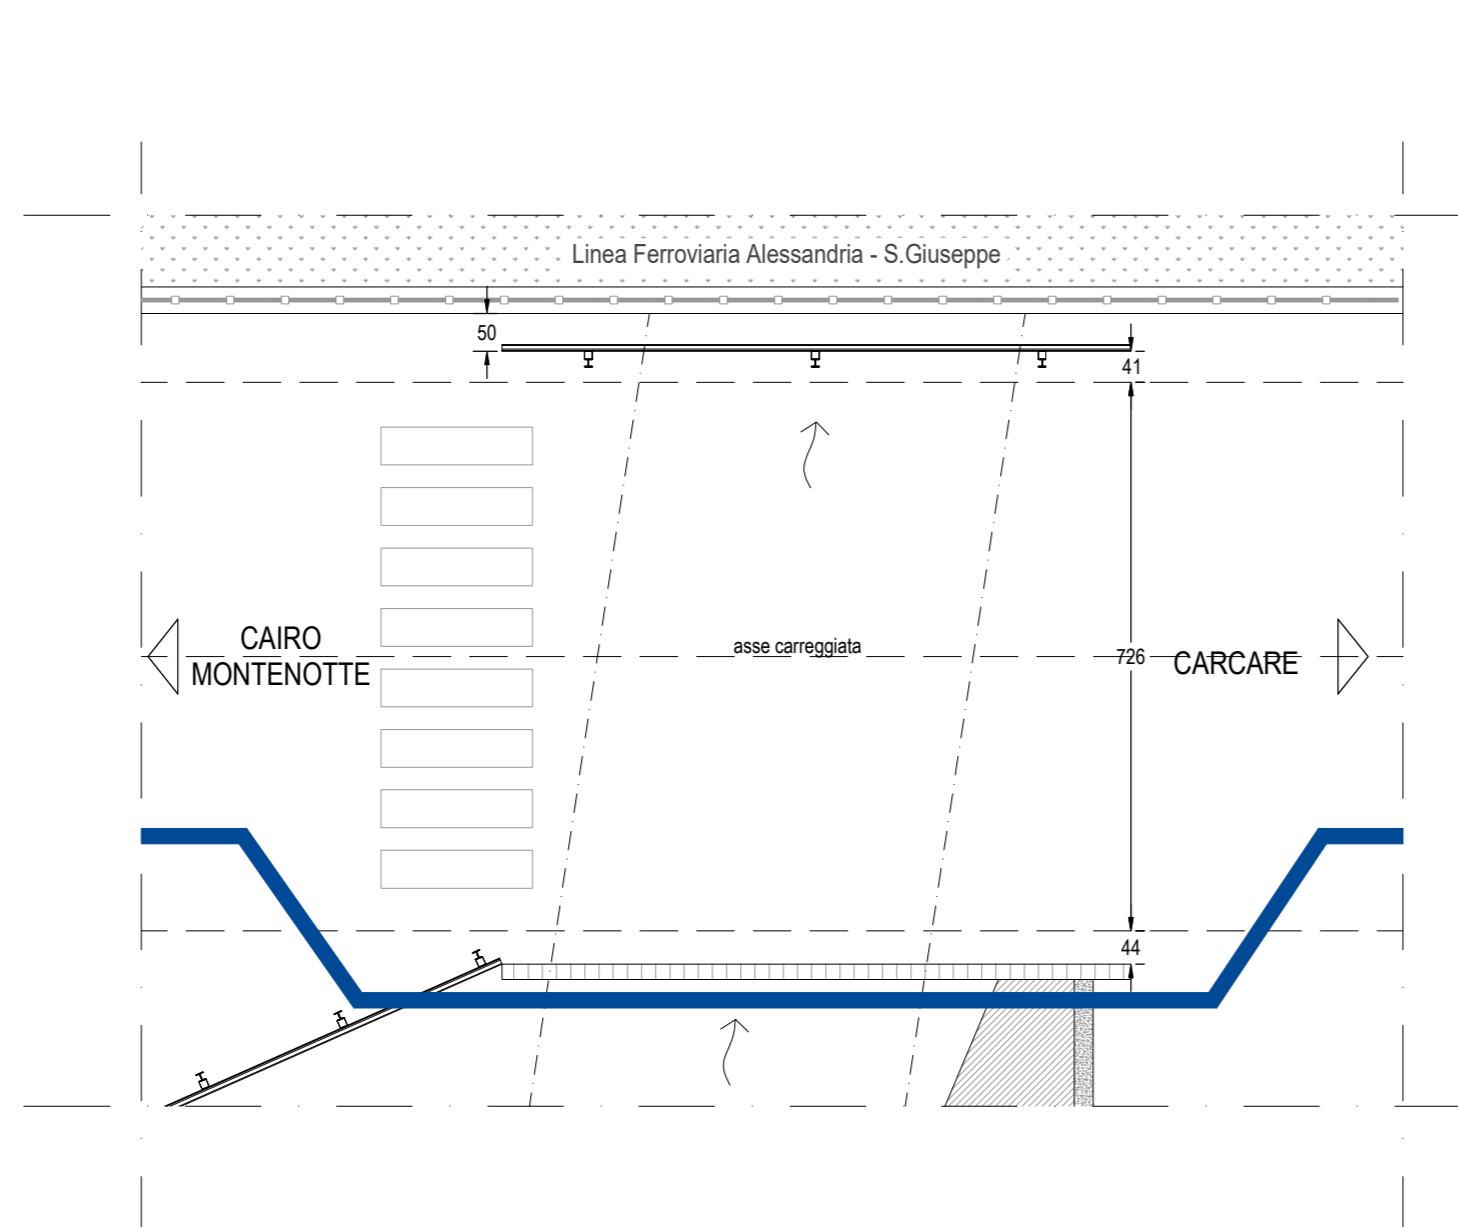 Linea Ferroviaria Alessandria - S.Giuseppe
50
41
CAIRO
MONTENOTTE
asse carreggiata
726
CARCARE
44